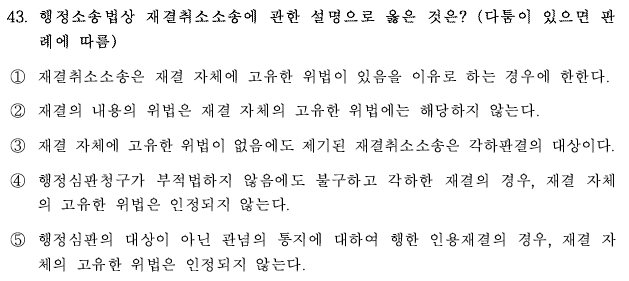 43. 행정소송법상 재결취소소송에 관한 설명으로 옳은 것은? (다툼이 있으면 판
례에 따름)
① 재결취소소송은 재결 자체에 고유한 위법이 있음을 이유로 하는 경우에 한한다.
② 재결의 내용의 위법은 재결 자체의 고유한 위법에는 해당하지 않는다.
③ 재결 자체에 고유한 위법이 없음에도 제기된 재결취소소송은 각하판결의 대상이다.
④ 행정심판청구가 부적법하지 않음에도 불구하고 각하한 재결의 경우, 재결 자체
의 고유한 위법은 인정되지 않는다.
⑤ 행정심판의 대상이 아닌 관념의 통지에 대하여 행한 인용재결의 경우, 재결 자
체의 고유한 위법은 인정되지 않는다.